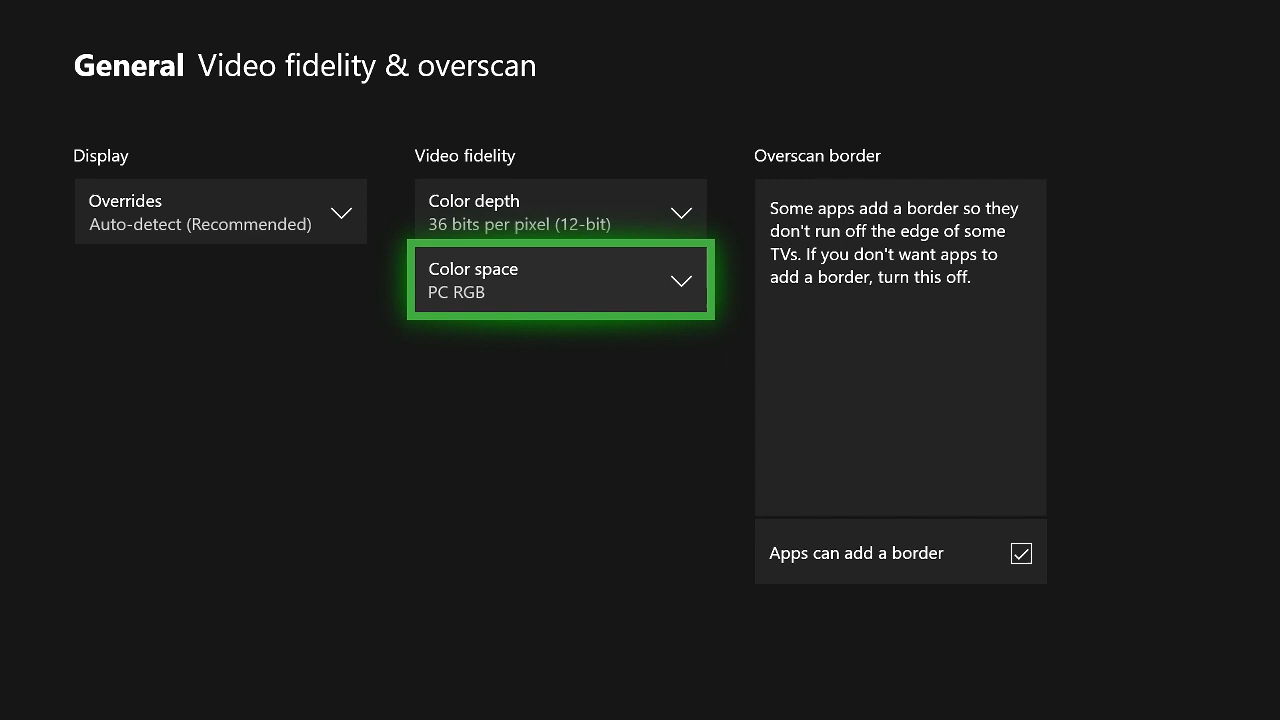 General Video fidelity & overscan
Display
Overrides
Auto-detect (Recommended)
Video fidelity
Color depth
36 bits per pixel (12-bit)
Color space
PC RGB
Overscan border
Some apps add a border so they
don't run off the edge of some
TVs. If you don't want apps to
add a border, turn this off.
Apps can add a border